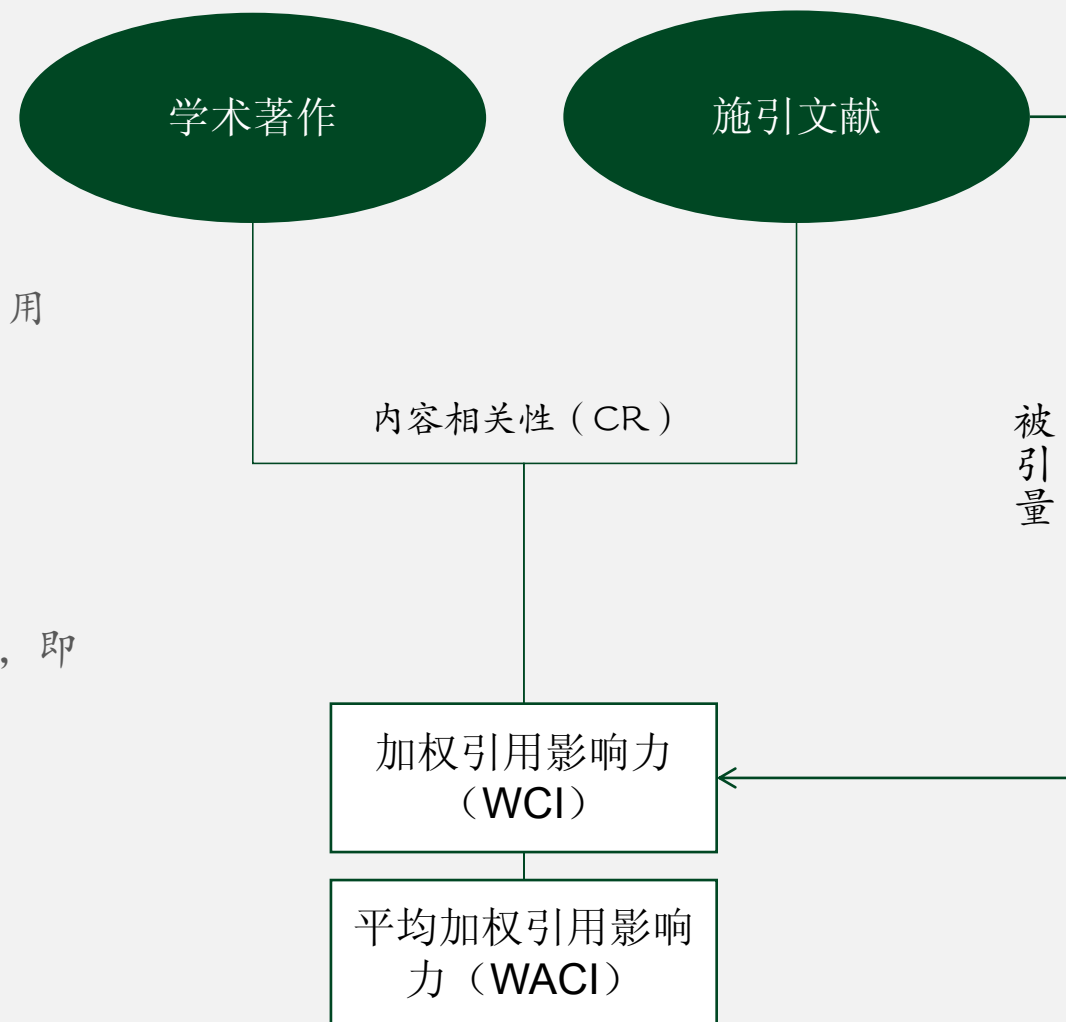 学术著作
施引文献
用
内容相关性（CR）
被
引
量
，即
加权引用影响力
（WCI）
平均加权引用影响
力（WACI）